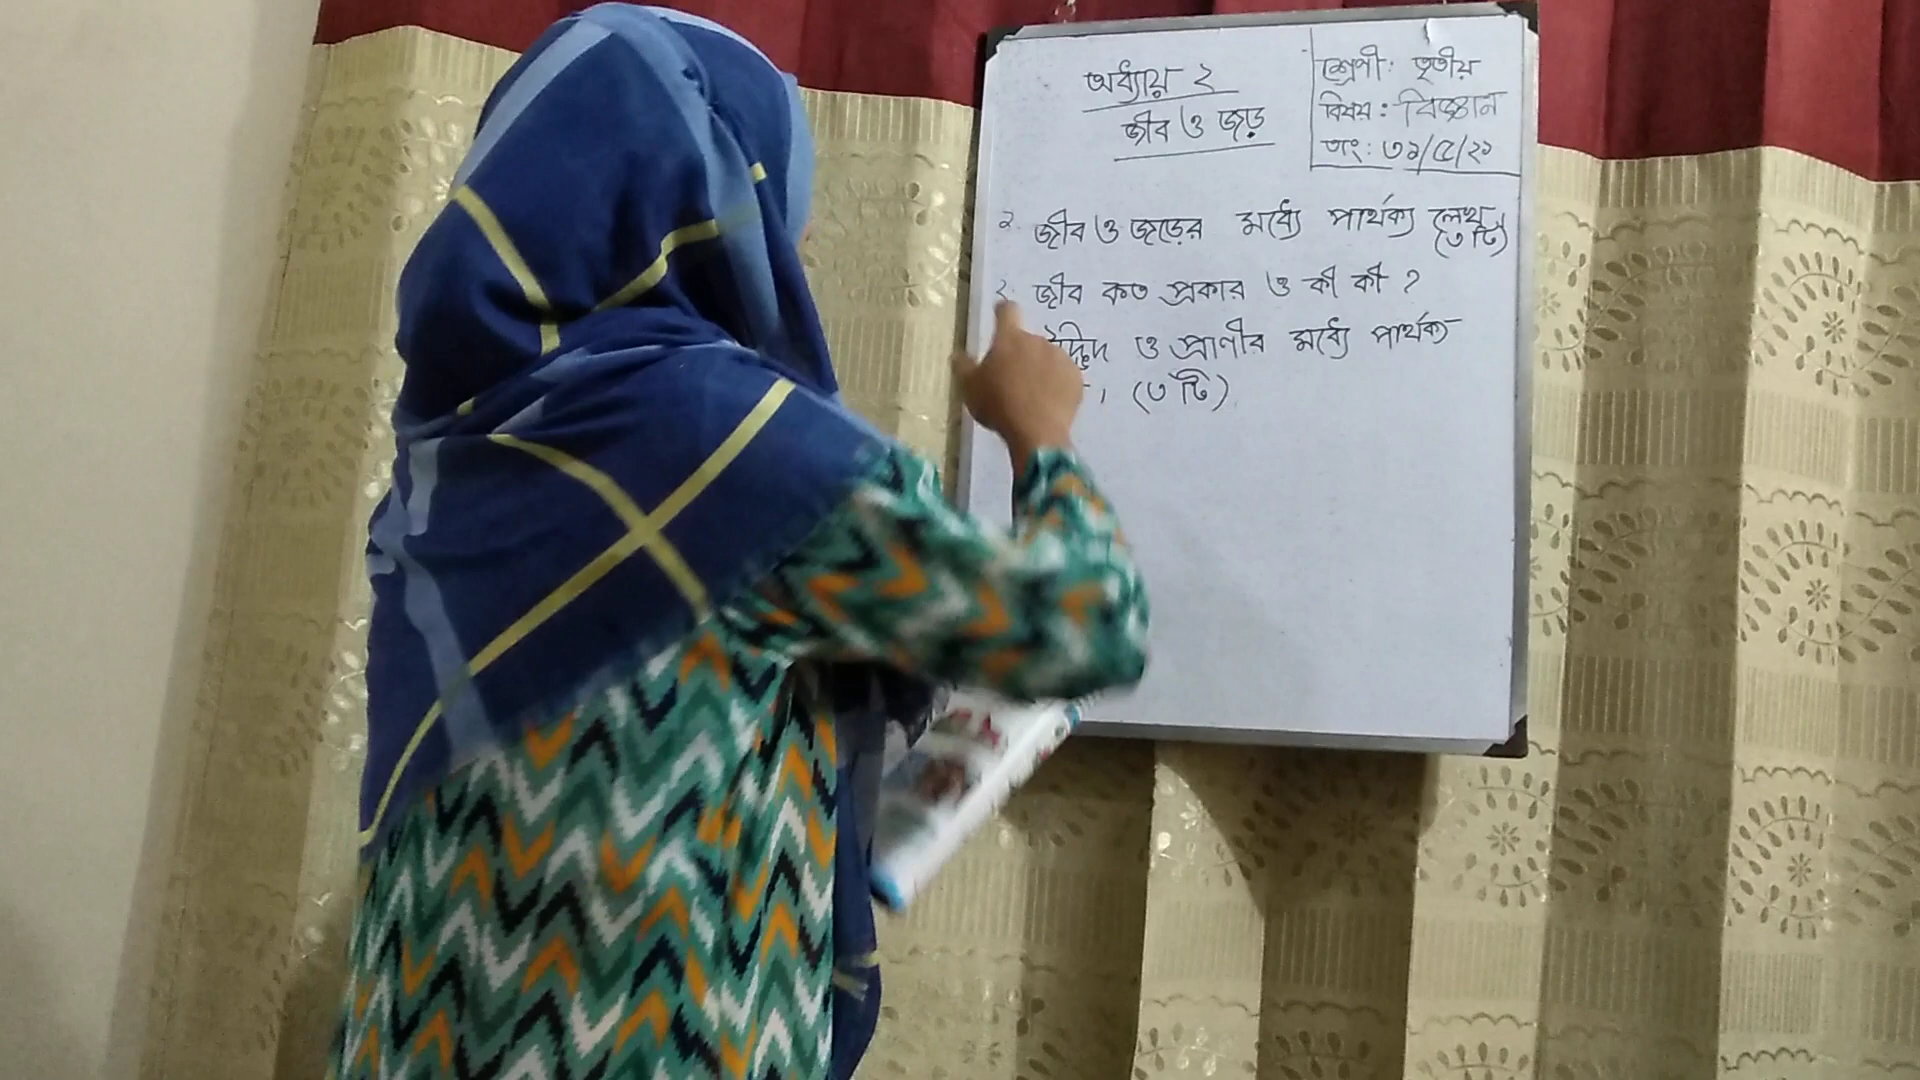 অধ্যায় ২
জীব ও জড়
শ্রেণী: তৃতীয়
বিষয়: বিজ্ঞান
তাং: ৩১/৫/২১
১. জীব ও জড়ের মধ্যে পার্থক্য লেখ
(৩টি)
২. জীব কত প্রকার ও কী কী ?
উদ্ভিদ ও প্রাণীর মধ্যে পার্থক্য
। (৩টি)